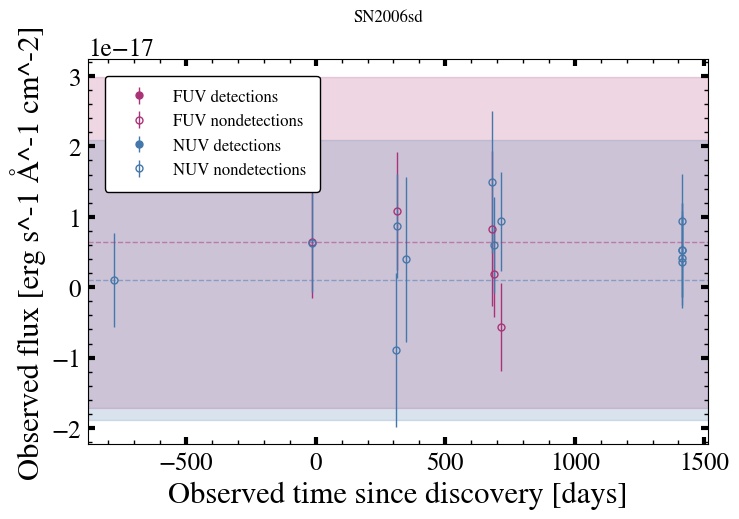 SN2006sd
1e−17
Observed flux [erg s^-1 Å^-1 cm^-2]
3
2
1
0
−1
−2
FUV detections
FUV nondetections
NUV detections
NUV nondetections
−500
0
500
1000
1500
Observed time since discovery [days]